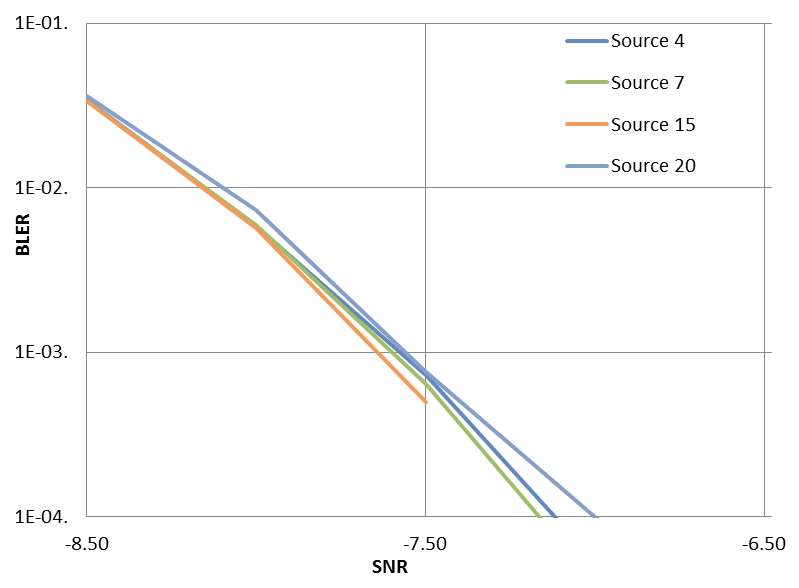 1E-01.
Source 4
Source 7
Source 15
Source 20
1E-02.
BLER
1E-03.
1E-04.
-8.50 -7.50 -6.50
SNR